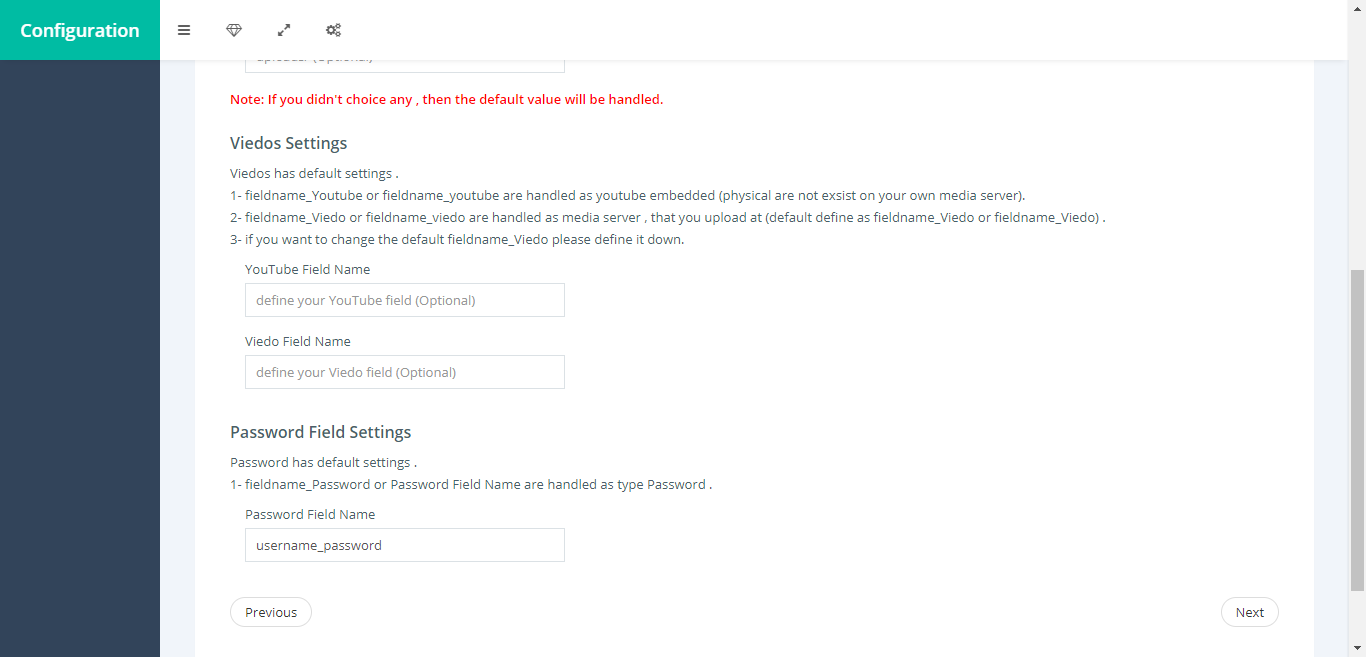 Configuration
Note: If you didn't choice any , then the default value will be handled.
Viedos Settings
Viedos has default settings .
1- fieldname_Youtube or fieldname_youtube are handled as youtube embedded (physical are not exsist on your own media server).
2- fieldname_Viedo or fieldname_viedo are handled as media server , that you upload at (default define as fieldname_Viedo or fieldname_Viedo) .
3- if you want to change the default fieldname_Viedo please define it down.
YouTube Field Name
define your YouTube field (Optional)
Viedo Field Name
define your Viedo field (Optional)
Password Field Settings
Password has default settings .
1- fieldname_Password or Password Field Name are handled as type Password .
Password Field Name
username_password
Previous
Next